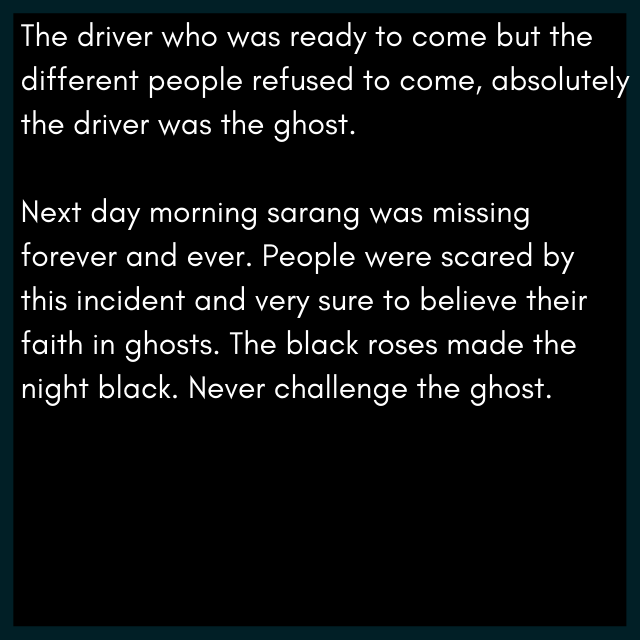 The driver who was ready to come but the
different people refused to come, absolutely
the driver was the ghost.
Next day morning sarang was missing
forever and ever. People were scared by
this incident and very sure to believe their
faith in ghosts. The black roses made the
night black. Never challenge the ghost.